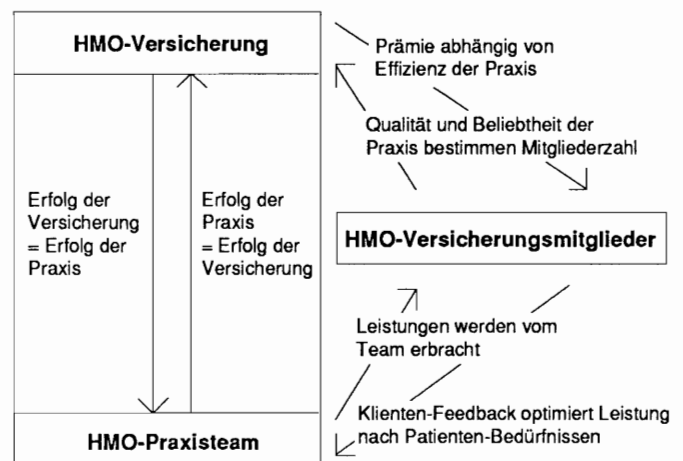 HMO-Versicherung
Prämie abhängig von
Effizienz der Praxis
Qualität und Beliebtheit der
Praxis bestimmen Mitgliederzahl
Erfolg der
Versicherung
= Erfolg der
Praxis
Erfolg der
Praxis
= Erfolg der
Versicherung
HMO-Versicherungsmitglieder
Leistungen werden vom
Team erbracht
Klienten-Feedback optimiert Leistung
nach Patienten-Bedürfnissen
HMO-Praxisteam